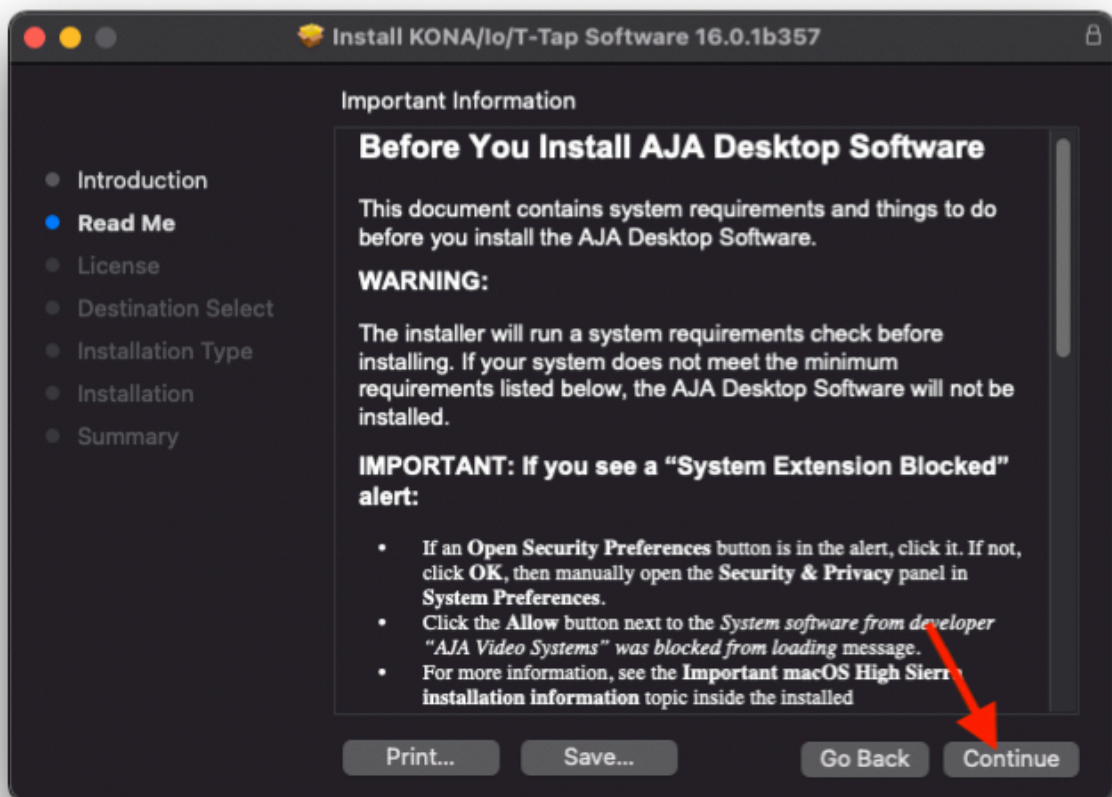 Install KONA/Io/T-Tap Software 16.0.1b357
Important Information
Introduction
Read Me
License
Destination Select
Installation Type
Installation
Summary
Before You Install AJA Desktop Software
This document contains system requirements and things to do
before you install the AJA Desktop Software.
WARNING:
The installer will run a system requirements check before
installing. If your system does not meet the minimum
requirements listed below, the AJA Desktop Software will not be
installed.
IMPORTANT: If you see a “System Extension Blocked”
alert:
• If an Open Security Preferences button is in the alert, click it. If not,
click OK, then manually open the Security & Privacy panel in
System Preferences.
• Click the Allow button next to the System software from developer
“AJA Video Systems” was blocked from loading message.
• For more information, see the Important macOS High Sierra
installation information topic inside the installed
Print... Save... Go Back Continue